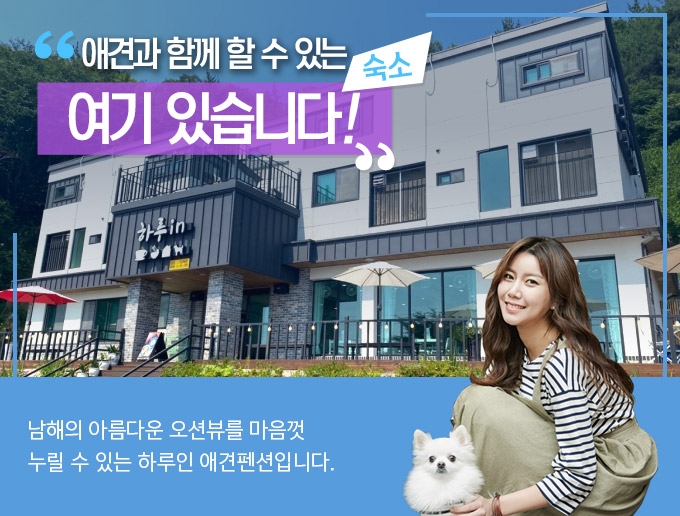 “애견과 함께 할 수 있는
숙소
여기 있습니다!”
하루in
남해의 아름다운 오션뷰를 마음껏
누릴 수 있는 하루인 애견펜션입니다.